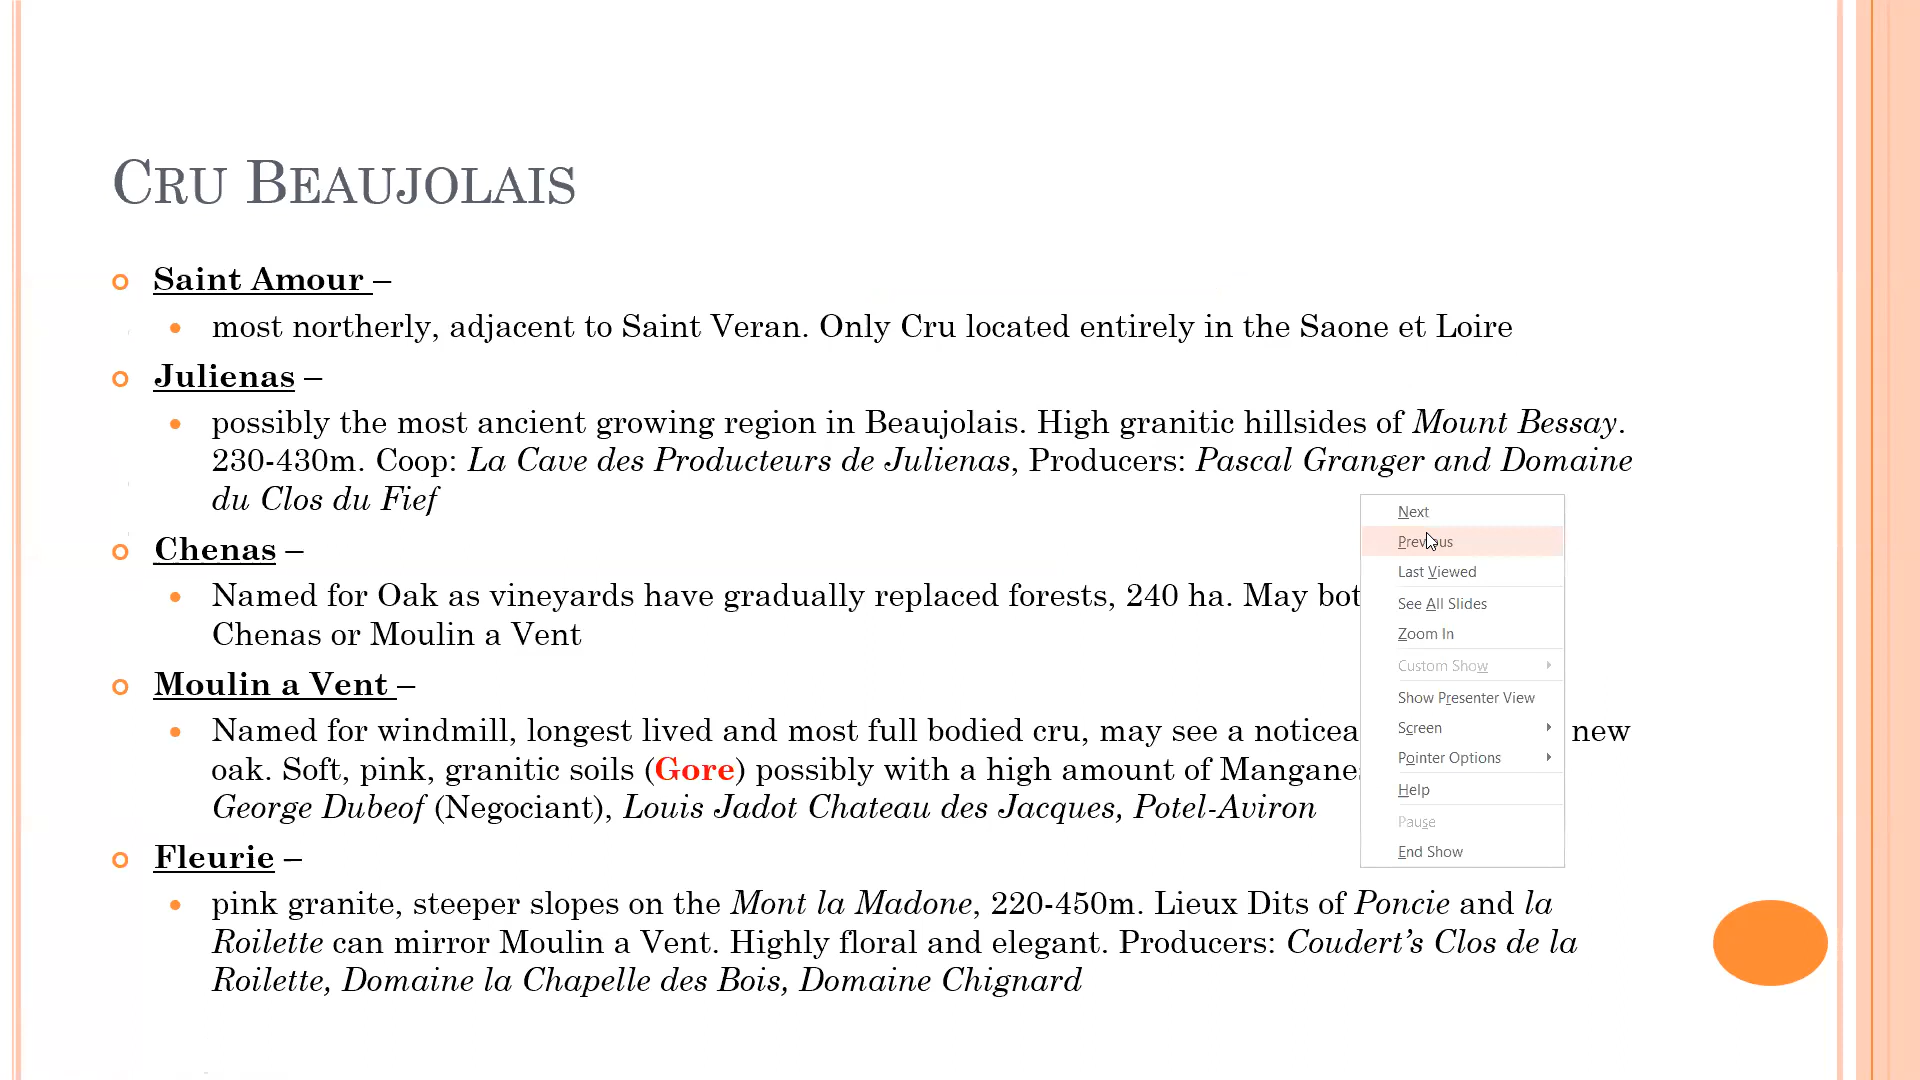 CRU BEAUJOLAIS
Saint Amour –
most northerly, adjacent to Saint Veran. Only Cru located entirely in the Saone et Loire
Julienas –
possibly the most ancient growing region in Beaujolais. High granitic hillsides of Mount Bessay.
230-430m. Coop: La Cave des Producteurs de Julienas, Producers: Pascal Granger and Domaine
du Clos du Fief
Chenas –
Named for Oak as vineyards have gradually replaced forests, 240 ha. May
Chenas or Moulin a Vent
Moulin a Vent –
Named for windmill, longest lived and most full bodied cru, may see a new
oak. Soft, pink, granitic soils (Gore) possibly with a high amount of
George Dubeof (Negociant), Louis Jadot Chateau des Jacques, Potel-Aviron
Fleurie –
pink granite, steeper slopes on the Mont la Madone, 220-450m. Lieux Dits of Poncie and la
Roilette can mirror Moulin a Vent. Highly floral and elegant. Producers: Coudert's Clos de la
Roilette, Domaine la Chapelle des Bois, Domaine Chignard
Next
Previous
Last Viewed
See All Slides
Zoom In
Custom Show
Show Presenter View
Screen
Pointer Options
Help
Pause
End Show